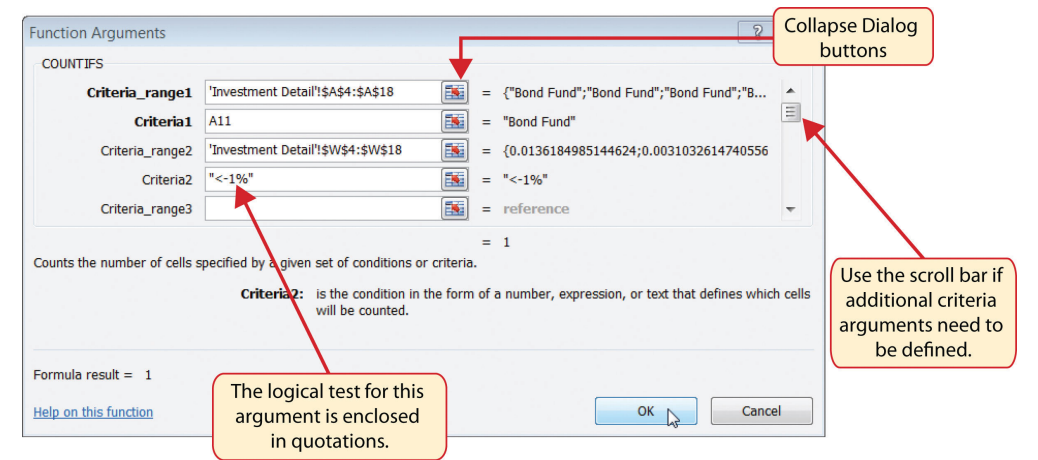 Function Arguments
?
Collapse Dialog
buttons
COUNTIFS
Criteria_range1 'Investment Detail'!$A$4:$A$18 = {"Bond Fund";"Bond Fund";"Bond Fund";"B...
Criteria1 A11 = "Bond Fund"
Criteria_range2 'Investment Detail'!$W$4:$W$18 = {0.0136184985144624;0.0031032614740556
Criteria2 "<-1%" = "<-1%"
Criteria_range3 = reference
= 1
Counts the number of cells specified by a given set of conditions or criteria.
Criteria2: is the condition in the form of a number, expression, or text that defines which cells
will be counted.
Use the scroll bar if
additional criteria
arguments need to
be defined.
Formula result = 1
The logical test for this
argument is enclosed
in quotations.
Help on this function
OK
Cancel